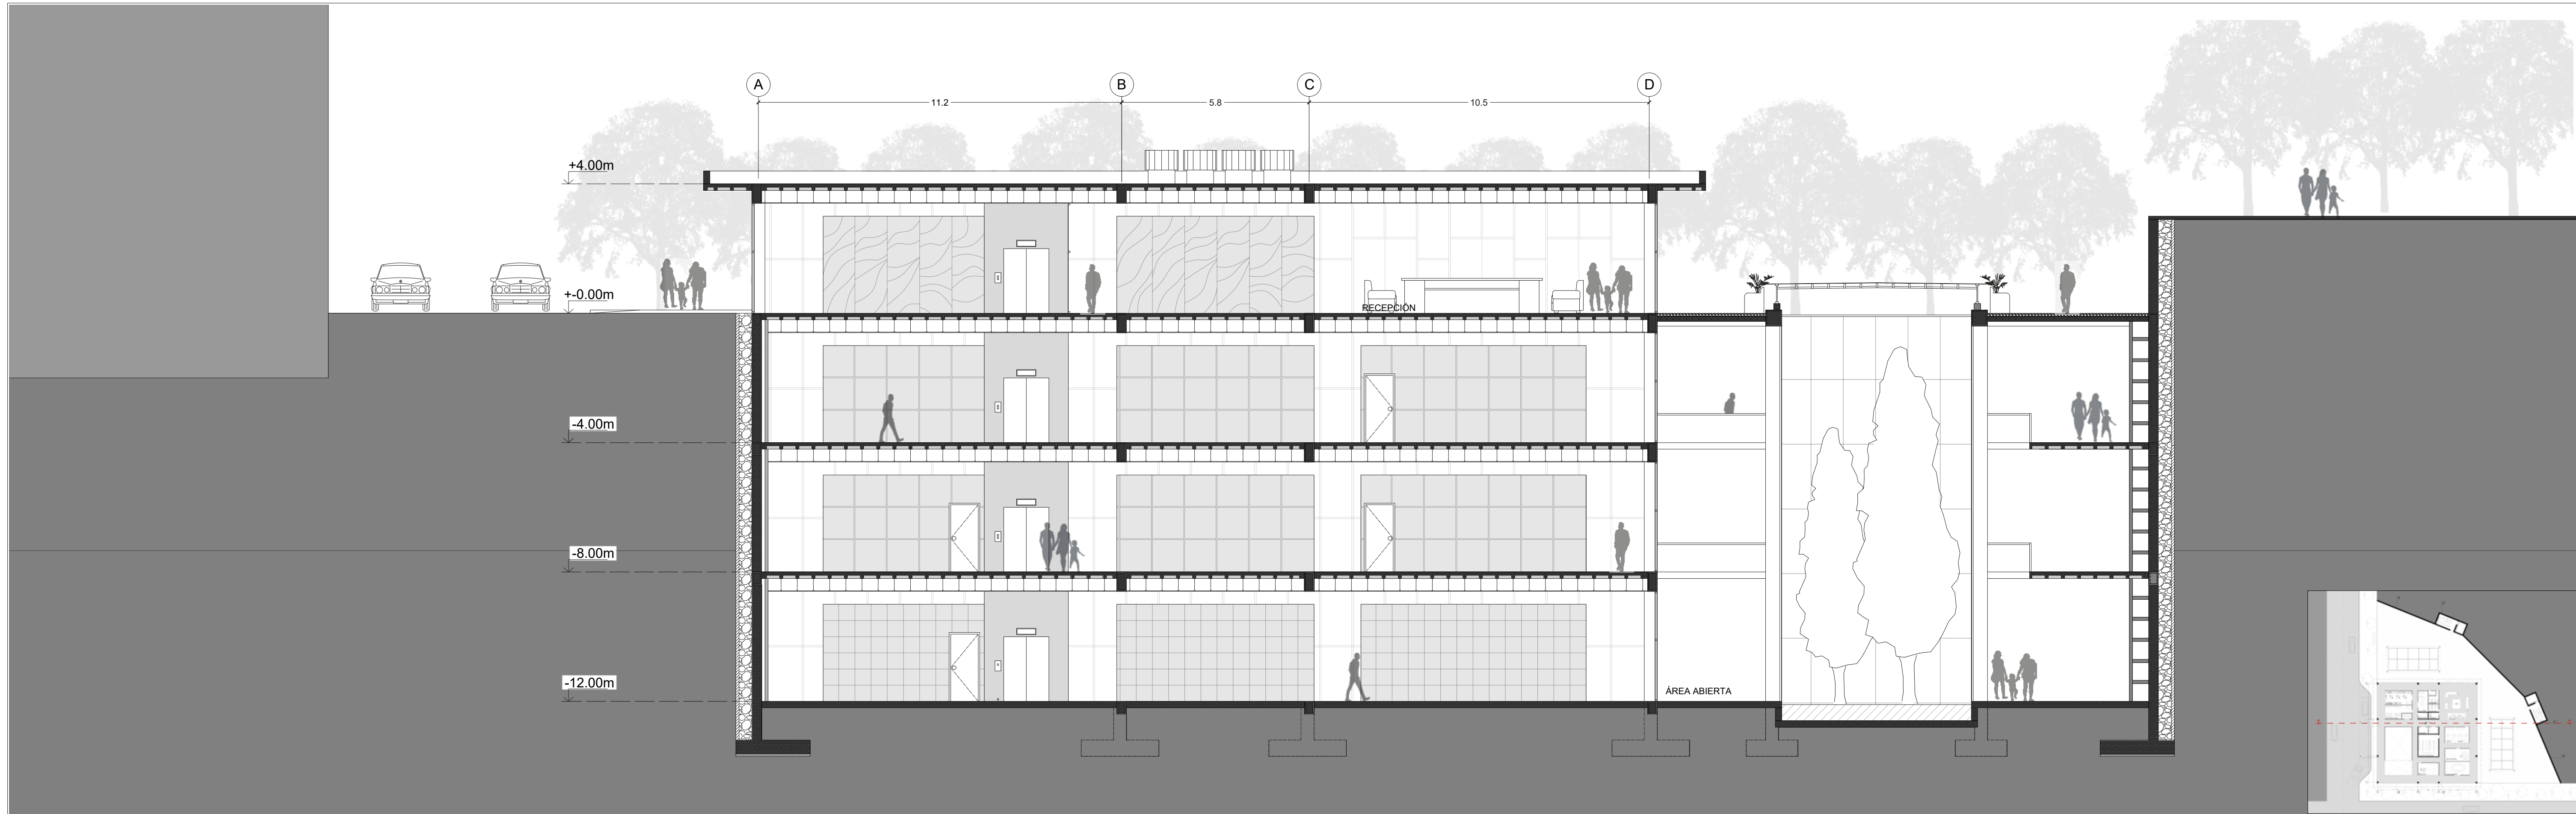 A
B
C
D
11.2
5.8
10.5
+4.00m
+-0.00m
RECEPCIÓN
-4.00m
-8.00m
-12.00m
ÁREA ABIERTA